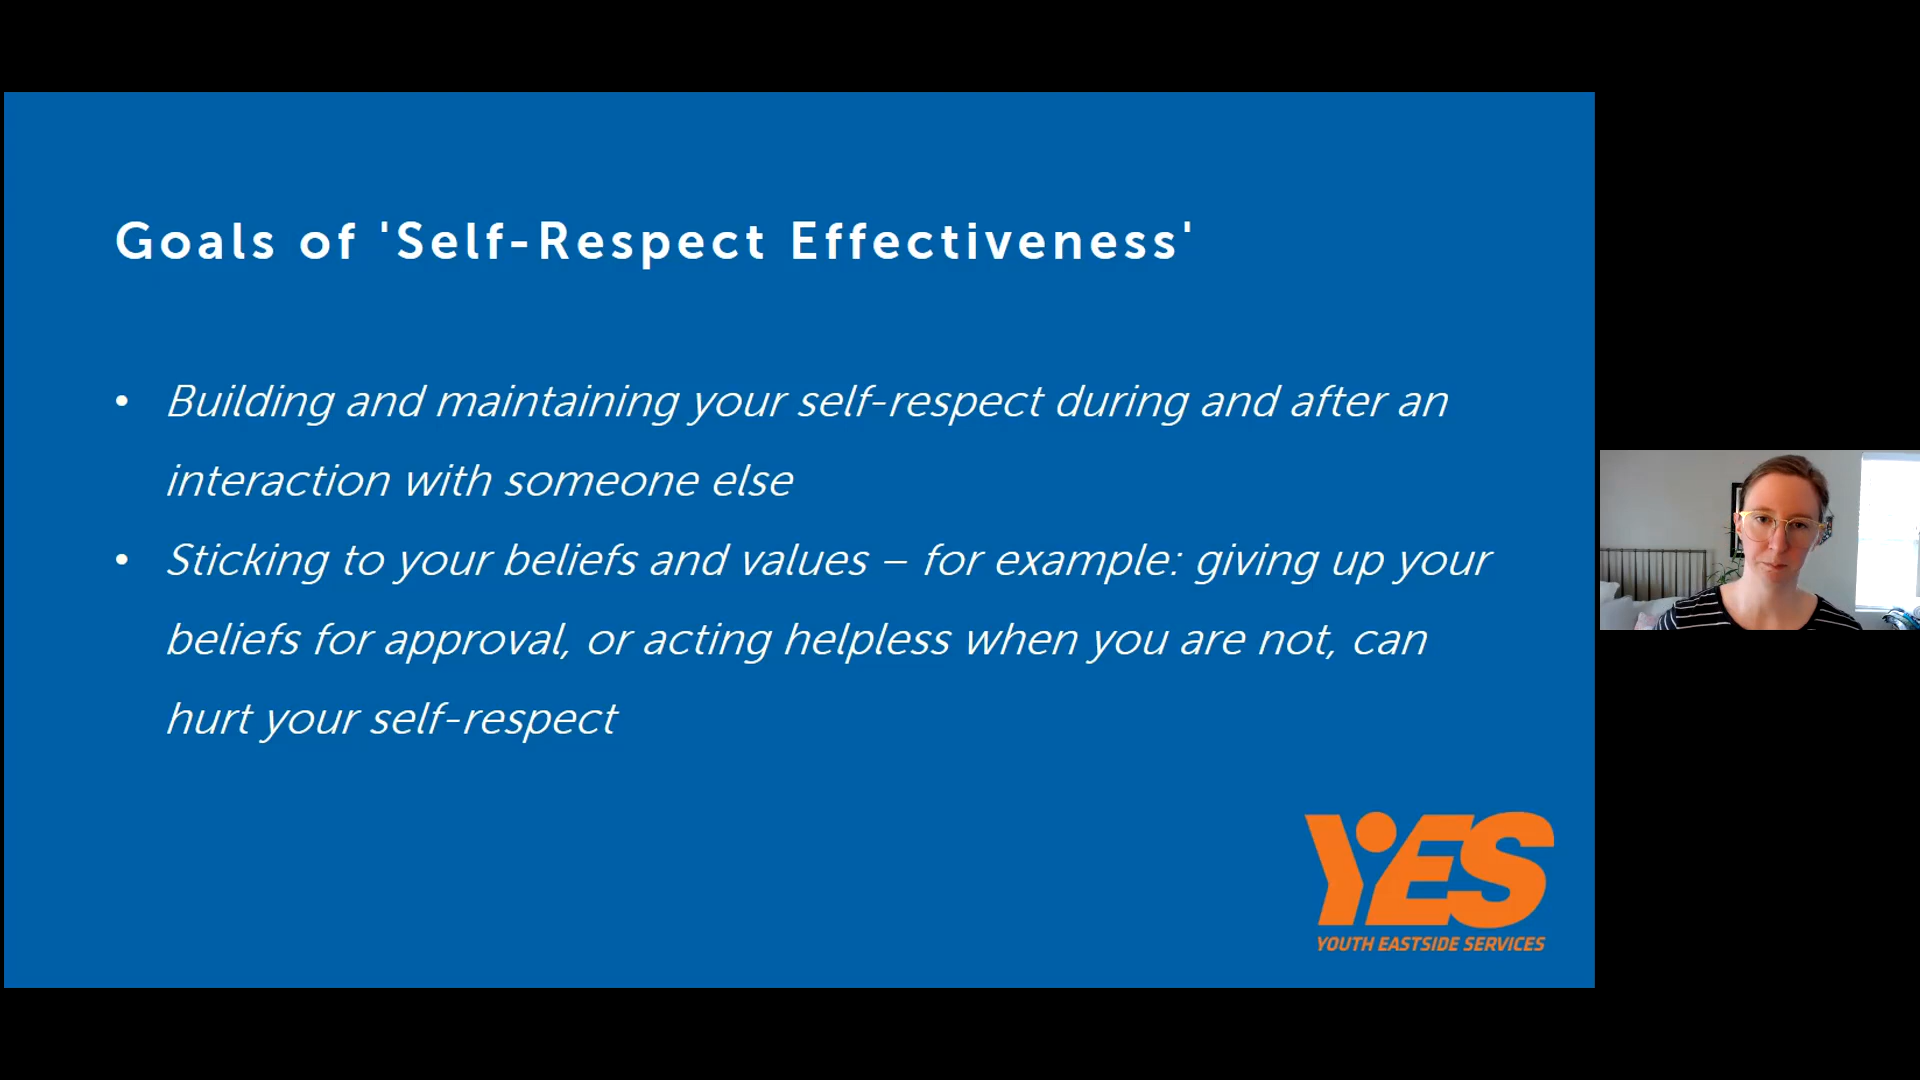 Goals of 'Self-Respect Effectiveness'
• Building and maintaining your self-respect during and after an
interaction with someone else
• Sticking to your beliefs and values – for example: giving up your
beliefs for approval, or acting helpless when you are not, can
hurt your self-respect
YES
YOUTH EASTSIDE SERVICES